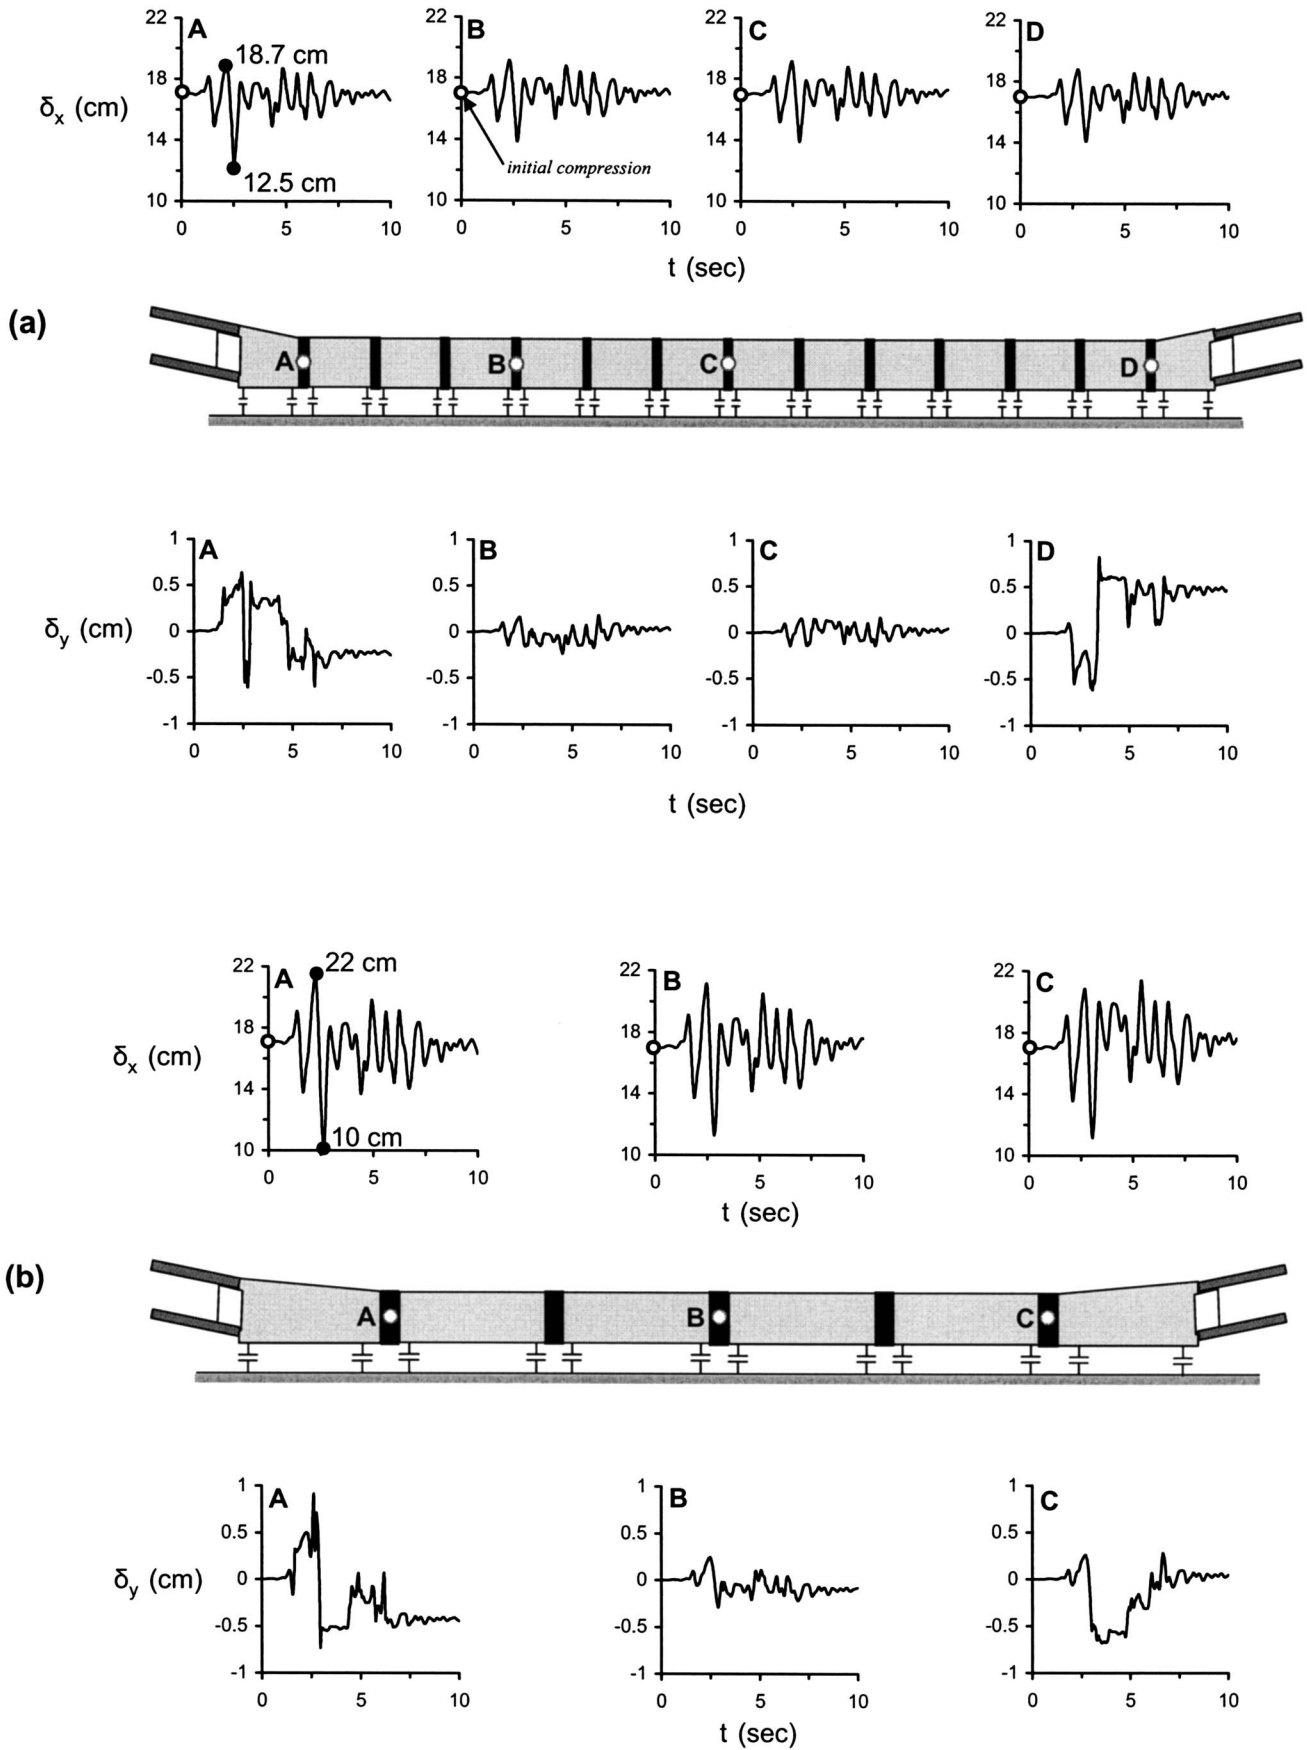 A B C D
22 22 22 22
18.7 cm
18 18 18 18
δx (cm)
14 14 14 14
initial compression
12.5 cm
10 10 10 10
0 5 10 0 5 10 0 5 10 0 5 10
t (sec)
(a)
A B C D
A B C D
1 1 1 1
0.5 0.5 0.5 0.5
δy (cm)
0 0 0 0
-0.5 -0.5 -0.5 -0.5
-1 -1 -1 -1
0 5 10 0 5 10 0 5 10 0 5 10
t (sec)
22 22 22
A B C
22 cm
18 18 18
δx (cm)
14 14 14
10 cm
10 10 10
0 5 10 0 5 10 0 5 10
t (sec)
(b)
A B C
1 1 1
A B C
0.5 0.5 0.5
δy (cm)
0 0 0
-0.5 -0.5 -0.5
-1 -1 -1
0 5 10 0 5 10 0 5 10
t (sec)